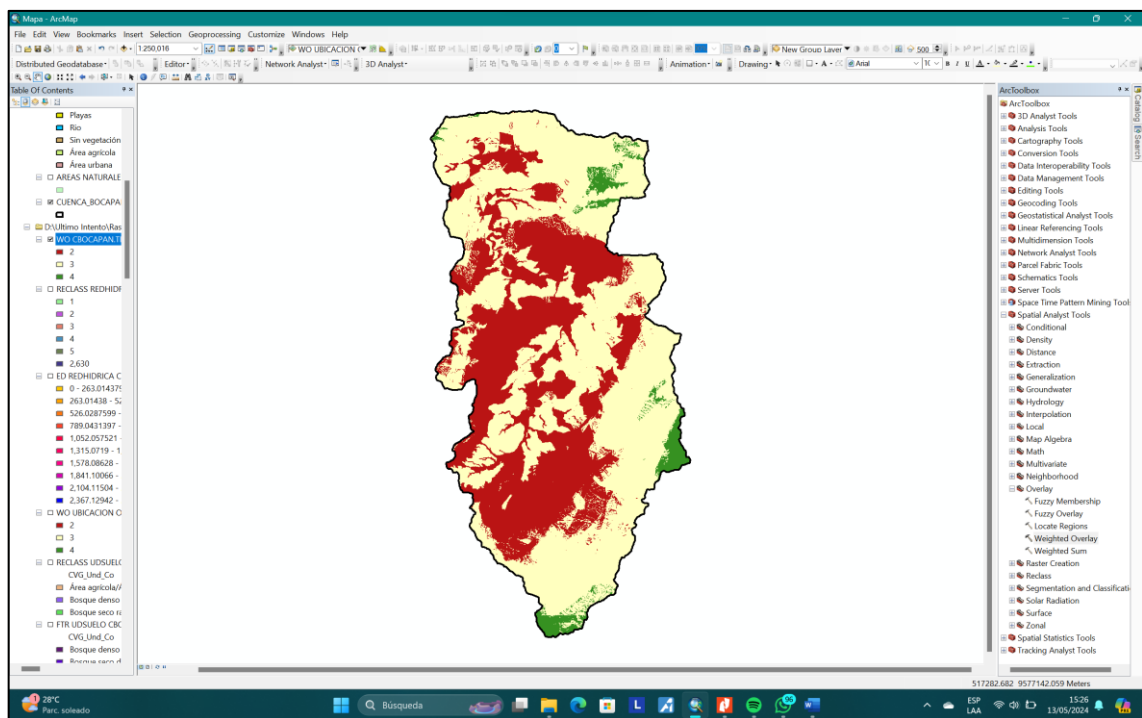 Mapa - ArcMap
File Edit View Bookmarks Insert Selection Geoprocessing Customize Windows Help
1:250,016
WO UBICACION (
New Group Layer
500
Distributed Geodatabase
Editor
Network Analyst
3D Analyst
Animation
Drawing
Arial
B I U A
Table Of Contents
Playas
Rio
Sin vegetación
Área agrícola
Área urbana
AREAS NATURALE
CUENCA_BOCAPA
D:\Ultimo Intento\Ras
WO CBOCAPAN.TI
2
3
4
RECLASS REDHIDR
1
2
3
4
5
2,630
ED REDHIDRICA C
0 - 263.014375
263.01438 - 52
526.0287599 -
789.0431397 -
1,052.057521
1,315.0719 - 1
1,578.08628 -
1,841.10066 -
2,104.11504 -
2,367.12942 -
WO UBICACION O
2
3
4
RECLASS UDSUELO
CVG_Und_Co
Área agrícola/A
Bosque denso
Bosque seco ra
FTR UDSUELO CBO
CVG_Und_Co
Bosque denso
Bosque seco d
ArcToolbox
ArcToolbox
3D Analyst Tools
Analysis Tools
Cartography Tools
Conversion Tools
Data Interoperability Tools
Data Management Tools
Editing Tools
Geocoding Tools
Geostatistical Analyst Tools
Linear Referencing Tools
Multidimension Tools
Network Analyst Tools
Parcel Fabric Tools
Schematics Tools
Server Tools
Space Time Pattern Mining Tool
Spatial Analyst Tools
Conditional
Density
Distance
Extraction
Generalization
Groundwater
Hydrology
Interpolation
Local
Map Algebra
Math
Multivariate
Neighborhood
Overlay
Fuzzy Membership
Fuzzy Overlay
Locate Regions
Weighted Overlay
Weighted Sum
Raster Creation
Reclass
Segmentation and Classificati
Solar Radiation
Surface
Zonal
Spatial Statistics Tools
Tracking Analyst Tools
Catalog
Search
517282.682 9577142.059 Meters
28°C
Parc. soleado
Búsqueda
96
ESP
LAA
15:26
13/05/2024